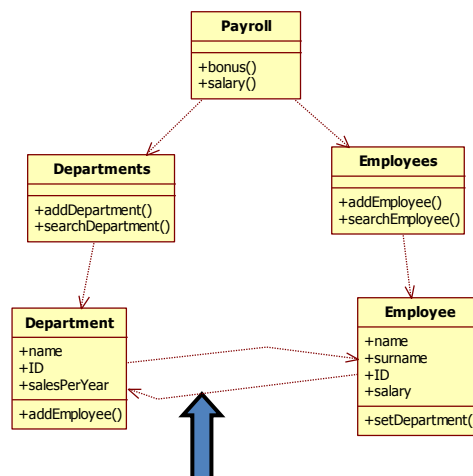 Payroll
+bonus()
+salary()
Departments
+addDepartment()
+searchDepartment()
Employees
+addEmployee()
+searchEmployee()
Department
+name
+ID
+salesPerYear
+addEmployee()
Employee
+name
+surname
+ID
+salary
+setDepartment(